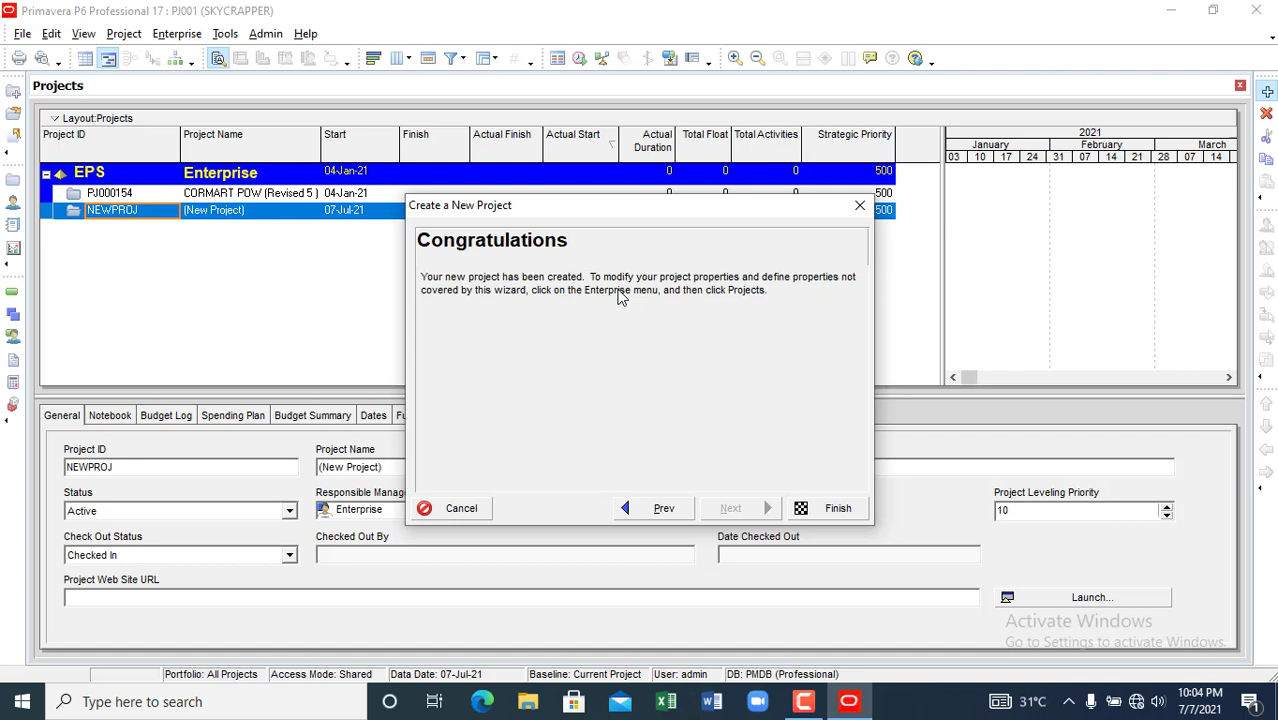 Primavera P6 Professional 17 : PJ001 (SKYCRAPPER)
File Edit View Project Enterprise Tools Admin Help
Projects
Layout:Projects
Project ID Project Name Start Finish Actual Finish Actual Start Actual Duration Total Float Total Activities Strategic Priority
2021
January February March
03 10 17 24 31 07 14 21 28 07 14
EPS Enterprise 04-Jan-21 0 0 0 500
PJ000154 CORMART POW (Revised 5 ) 04-Jan-21 0 0 0 500
NEWPROJ (New Project) 07-Jul-21 500
Create a New Project
Congratulations
Your new project has been created. To modify your project properties and define properties not
covered by this wizard, click on the Enterprise menu, and then click Projects.
Cancel Prev Next Finish
General Notebook Budget Log Spending Plan Budget Summary Dates Fu
Project ID Project Name
NEWPROJ (New Project)
Status Responsible Manage Project Leveling Priority
Active Enterprise 10
Check Out Status Checked Out By Date Checked Out
Checked In
Project Web Site URL
Launch...
Activate Windows
Go to Settings to activate Windows.
Portfolio: All Projects Access Mode: Shared Data Date: 07-Jul-21 Baseline: Current Project User: admin DB: PMDB (Professional)
Type here to search
31°C
10:04 PM
7/7/2021
1